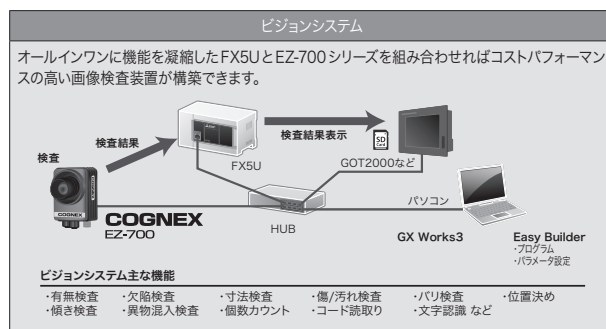 ビジョンシステム
オールインワンに機能を凝縮したFX5UとEZ-700シリーズを組み合わせればコストパフォーマン
スの高い画像検査装置が構築できます。
検査結果
検査結果表示
SD
Card
検査
FX5U
GOT2000など
パソコン
COGNEX
COGNEX
EZ-700
HUB
GX Works3
Easy Builder
・プログラム
・パラメータ設定
ビジョンシステム主な機能
・有無検査 ・欠陥検査 ・寸法検査 ・傷/汚れ検査 ・バリ検査 ・位置決め
・傾き検査 ・異物混入検査 ・個数カウント ・コード読取り ・文字認識 など